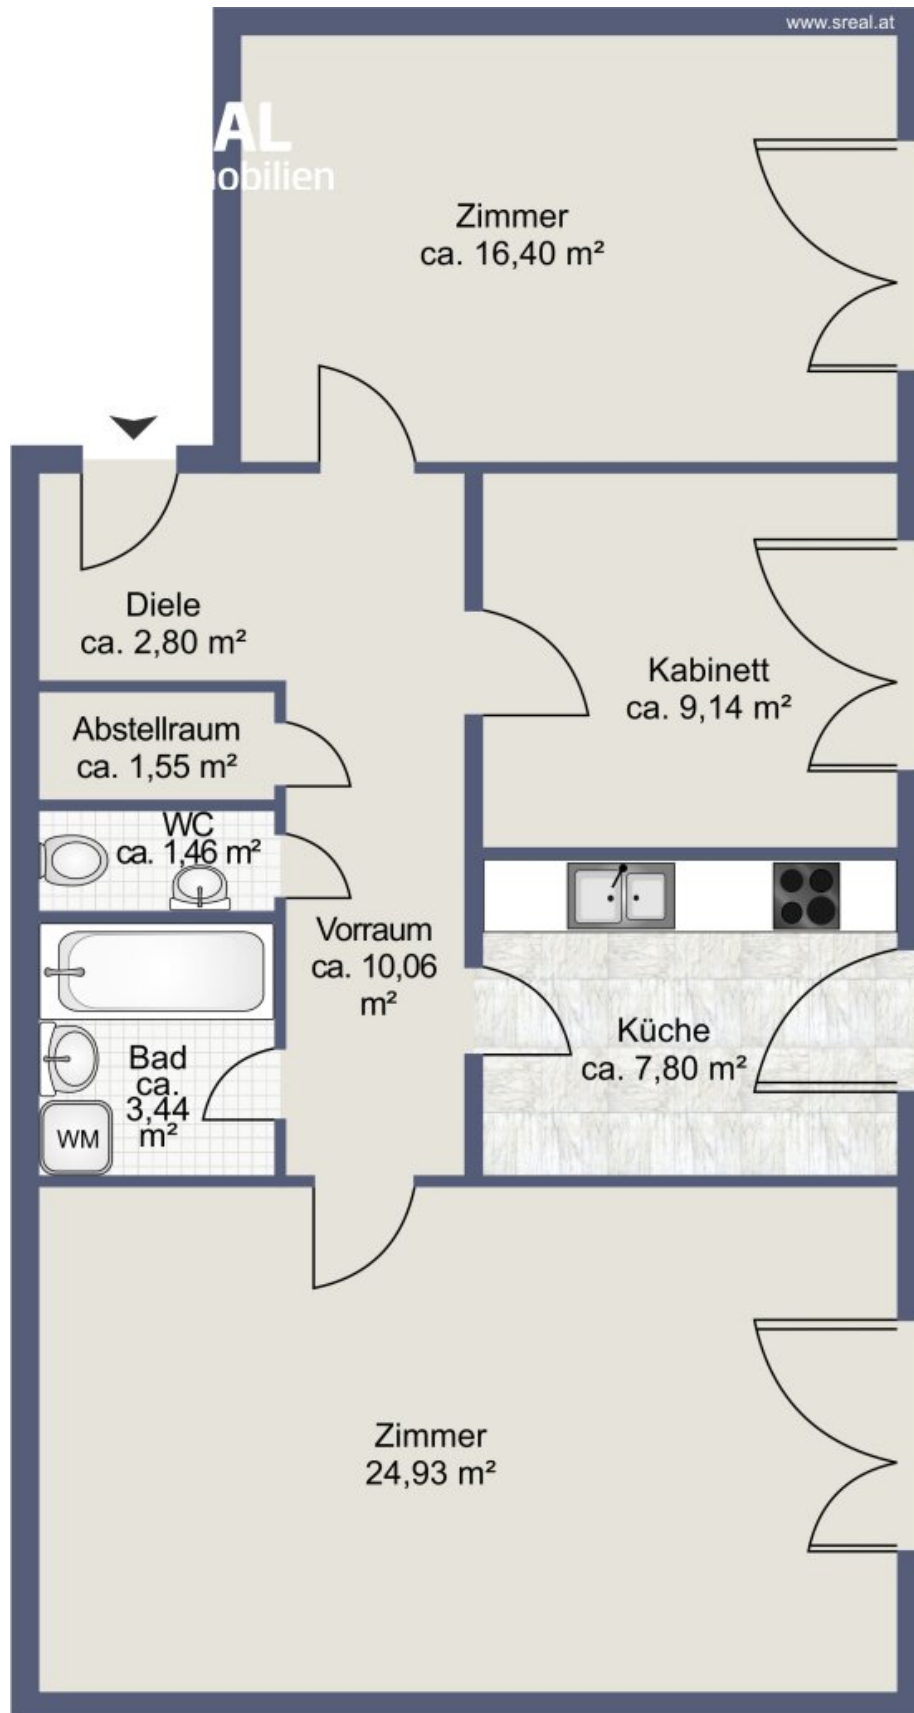 www.sreal.at
AL
obilien
Zimmer
ca. 16,40 m²
Diele
ca. 2,80 m²
Kabinett
ca. 9,14 m²
Abstellraum
ca. 1,55 m²
WC
ca. 1,46 m²
Vorraum
ca. 10,06
m²
Küche
ca. 7,80 m²
Bad
ca.
3,44
m²
WM
Zimmer
24,93 m²